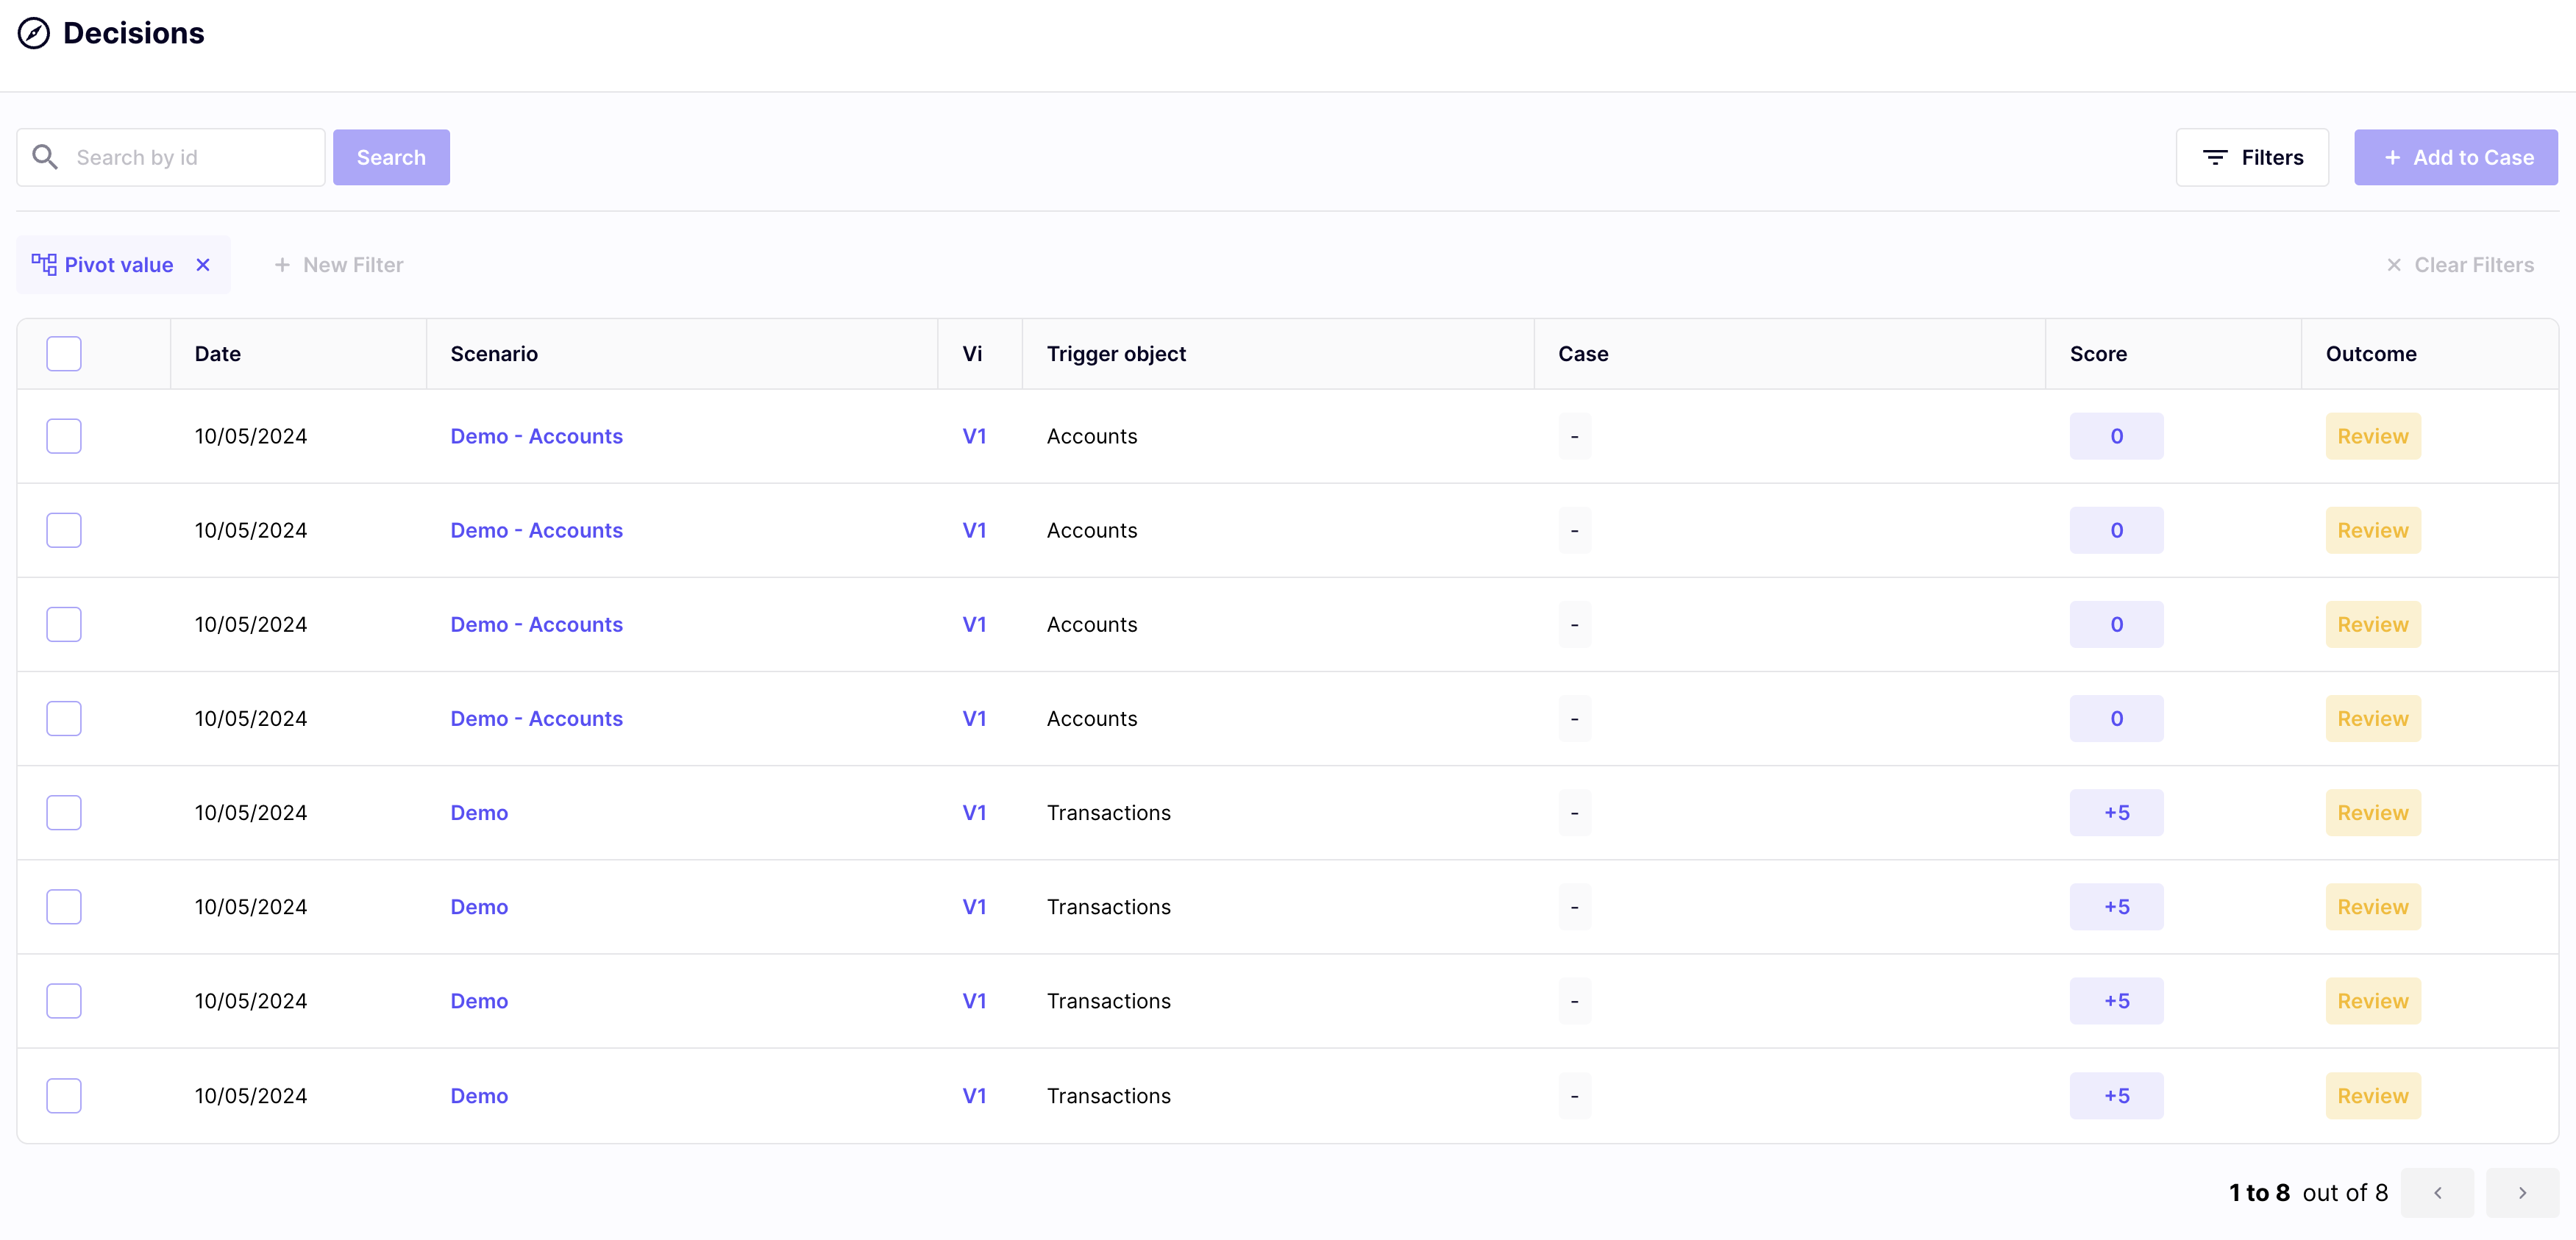 Decisions
Search by id Search Filters + Add to Case
Pivot value × + New Filter × Clear Filters
Date Scenario Vi Trigger object Case Score Outcome
10/05/2024 Demo - Accounts V1 Accounts - 0 Review
10/05/2024 Demo - Accounts V1 Accounts - 0 Review
10/05/2024 Demo - Accounts V1 Accounts - 0 Review
10/05/2024 Demo - Accounts V1 Accounts - 0 Review
10/05/2024 Demo V1 Transactions - +5 Review
10/05/2024 Demo V1 Transactions - +5 Review
10/05/2024 Demo V1 Transactions - +5 Review
10/05/2024 Demo V1 Transactions - +5 Review
1 to 8 out of 8 ‹ ›